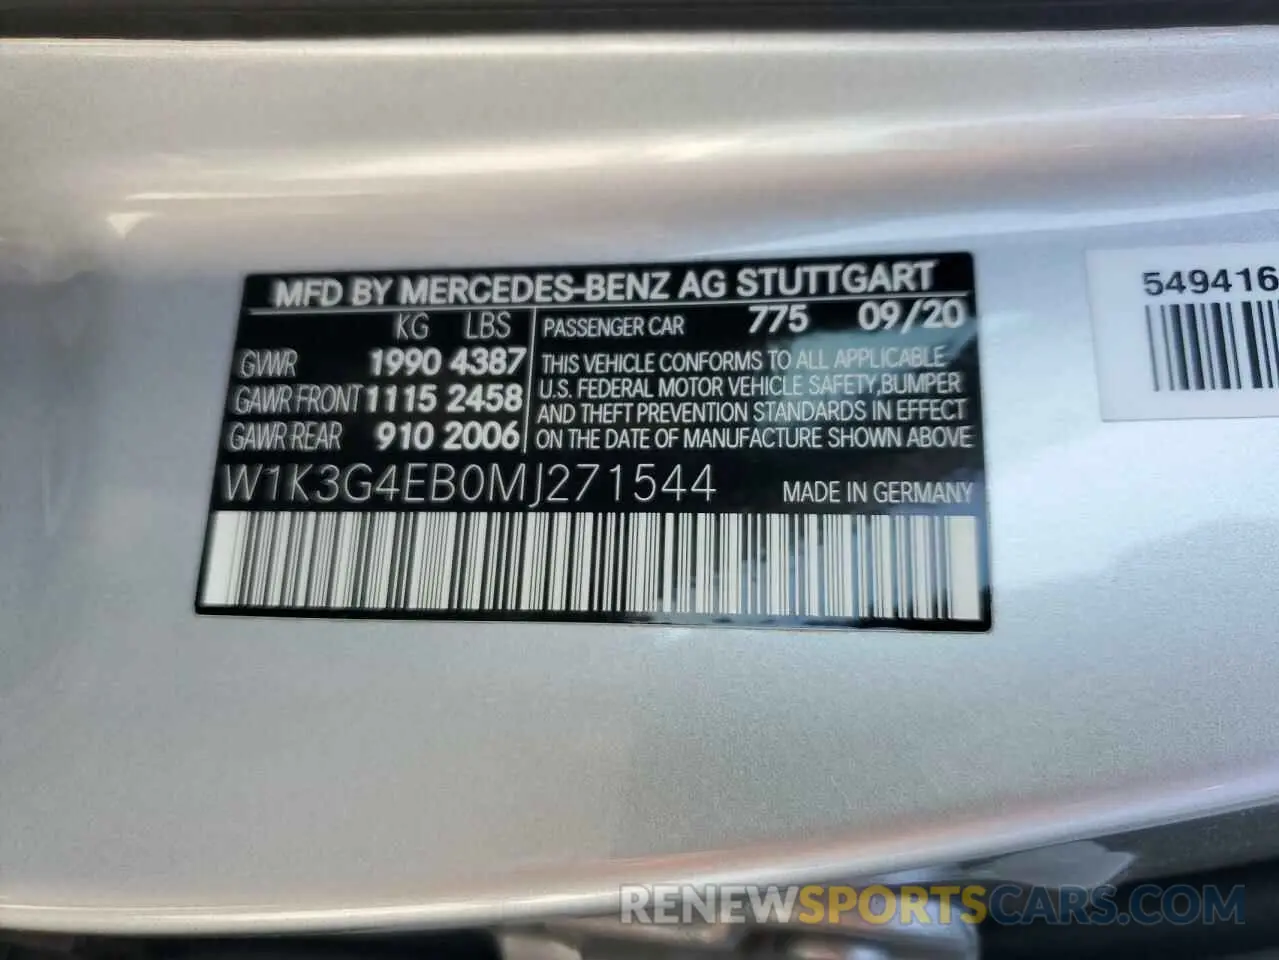 MFD BY MERCEDES-BENZ AG STUTTGART
KG LBS
GVWR 1990 4387
GAWR FRONT 1115 2458
GAWR REAR 910 2006
PASSENGER CAR 775 09/20
THIS VEHICLE CONFORMS TO ALL APPLICABLE
U.S. FEDERAL MOTOR VEHICLE SAFETY,BUMPER
AND THEFT PREVENTION STANDARDS IN EFFECT
ON THE DATE OF MANUFACTURE SHOWN ABOVE
W1K3G4EB0MJ271544 MADE IN GERMANY
549416
RENEWSPORTSCARS.COM